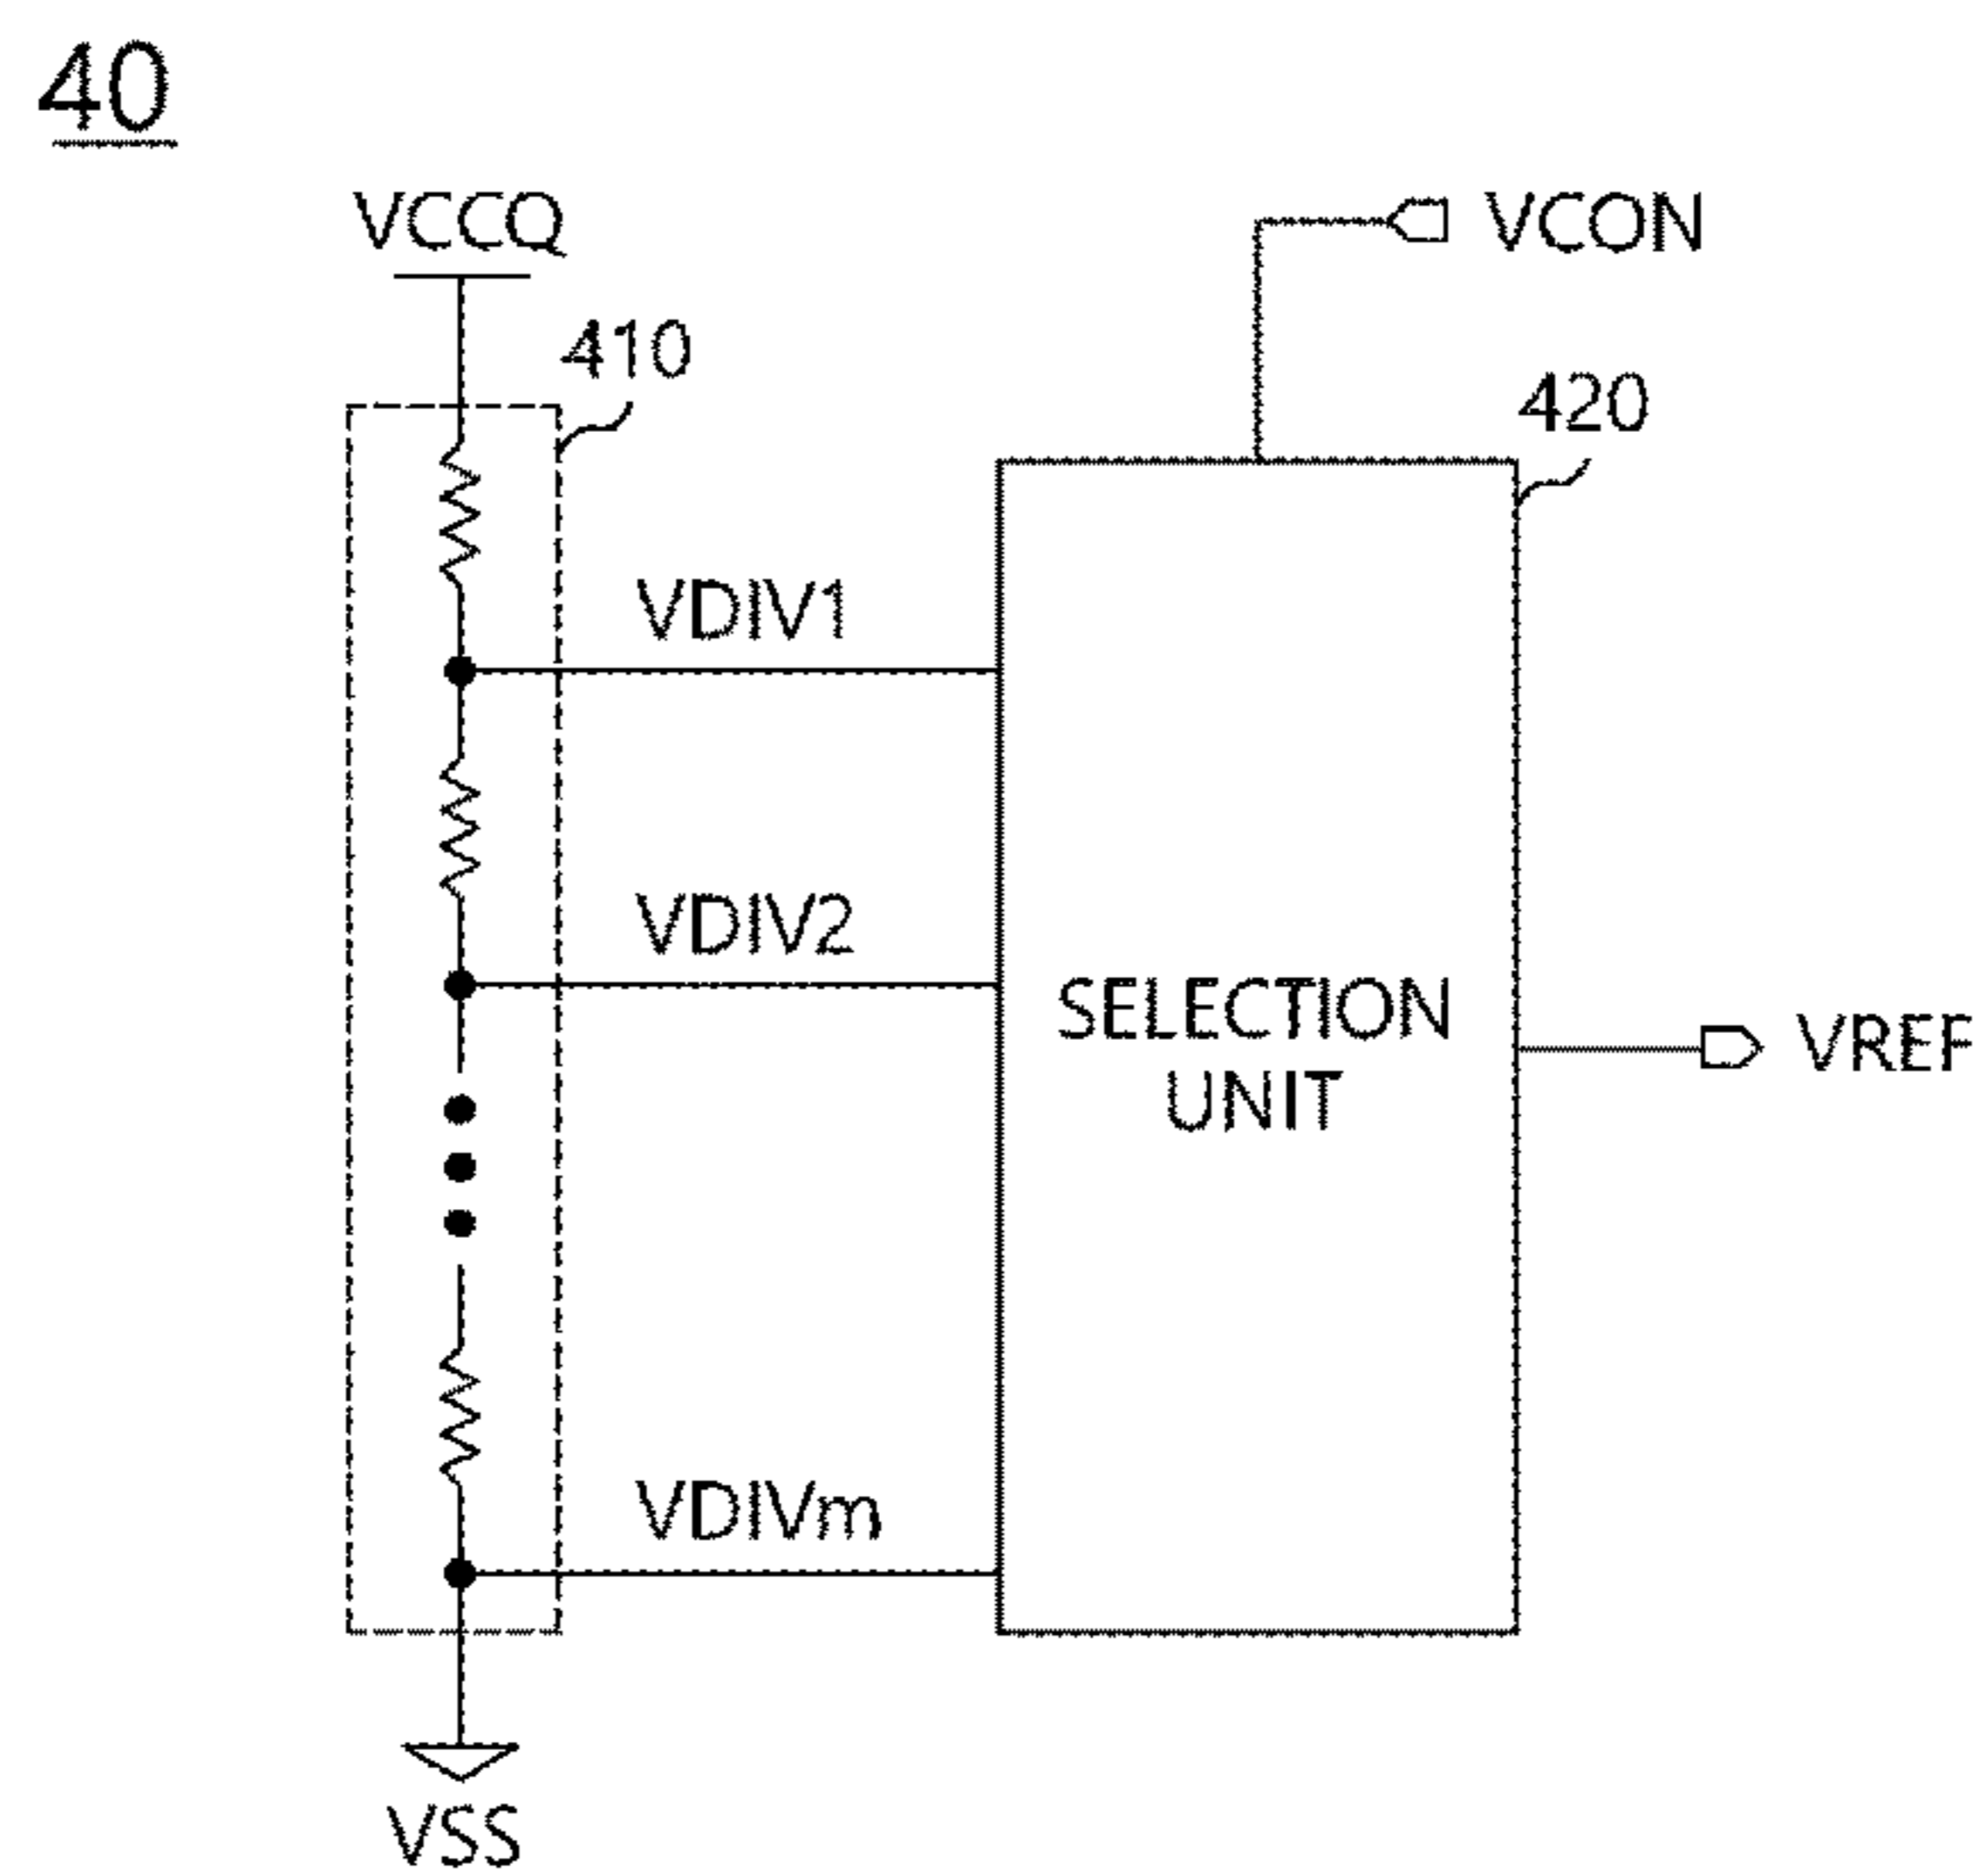 40
VCCQ
VCON
410
420
VDIV1
VDIV2
SELECTION
UNIT
VREF
VDIVm
VSS